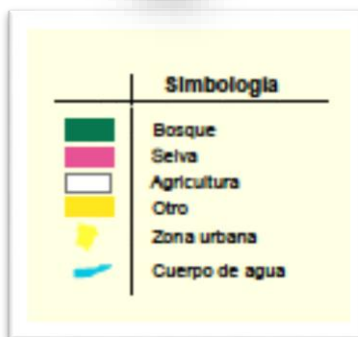 Simbologia
Bosque
Selva
Agricultura
Otro
Zona urbana
Cuerpo de agua